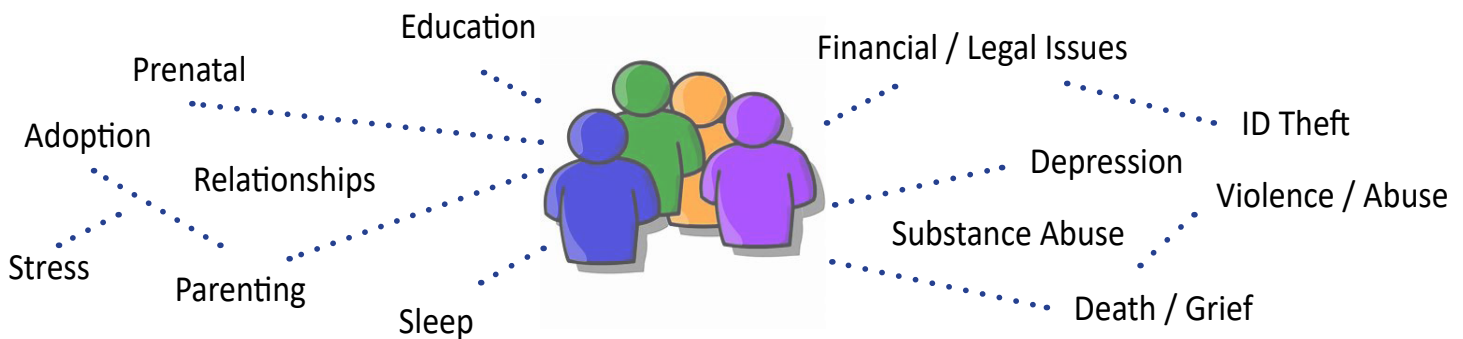 Education
Financial / Legal Issues
Prenatal
ID Theft
Adoption
Depression
Relationships
Violence / Abuse
Substance Abuse
Stress
Parenting
Death / Grief
Sleep